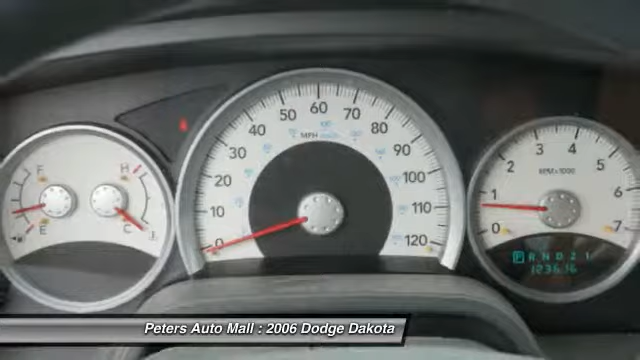 F
E
H
C
0
10
20
30
40
50
60
70
80
90
100
110
120
MPH
0
1
2
3
4
5
6
7
RPM×1000
P R N D 2 1
123616
Peters Auto Mall : 2006 Dodge Dakota